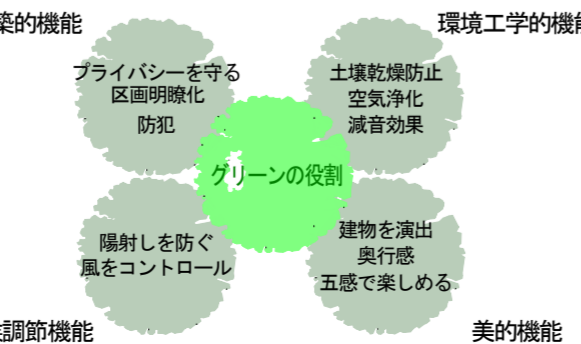 築的機能
環境工学的機能
プライバシーを守る
区画明瞭化
防犯
土壌乾燥防止
空気浄化
減音効果
グリーンの役割
陽射しを防ぐ
風をコントロール
建物を演出
奥行感
五感で楽しめる
調節機能
美的機能